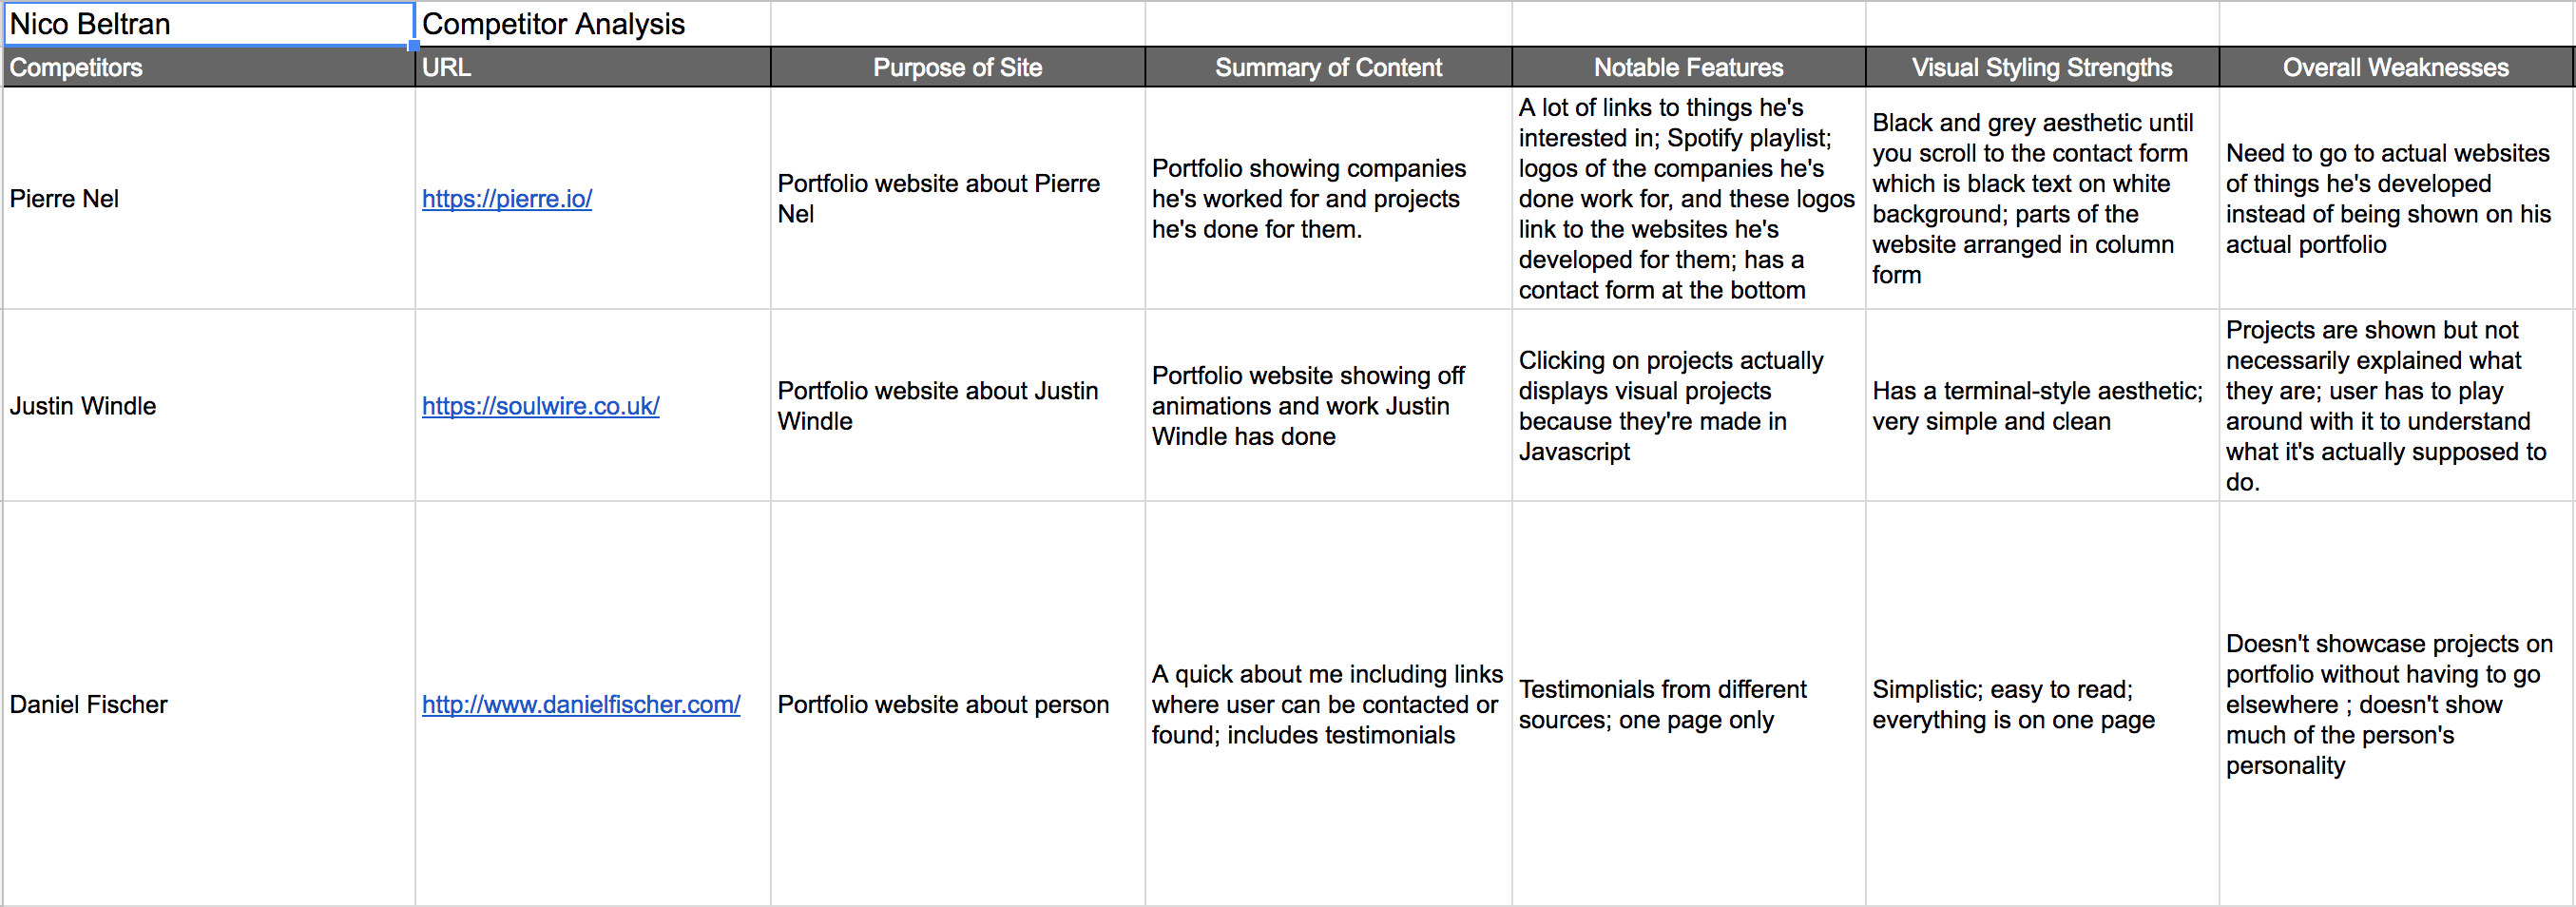 Nico Beltran
Competitor Analysis
Competitors
URL
Purpose of Site
Summary of Content
Notable Features
Visual Styling Strengths
Overall Weaknesses
Pierre Nel
https://pierre.io/
Portfolio website about Pierre
Nel
Portfolio showing companies
he's worked for and projects
he's done for them.
A lot of links to things he's
interested in; Spotify playlist;
logos of the companies he's
done work for, and these logos
link to the websites he's
developed for them; has a
contact form at the bottom
Black and grey aesthetic until
you scroll to the contact form
which is black text on white
background; parts of the
website arranged in column
form
Need to go to actual websites
of things he's developed
instead of being shown on his
actual portfolio
Justin Windle
https://soulwire.co.uk/
Portfolio website about Justin
Windle
Portfolio website showing off
animations and work Justin
Windle has done
Clicking on projects actually
displays visual projects
because they're made in
Javascript
Has a terminal-style aesthetic;
very simple and clean
Projects are shown but not
necessarily explained what
they are; user has to play
around with it to understand
what it's actually supposed to
do.
Daniel Fischer
http://www.danielfischer.com/
Portfolio website about person
A quick about me including links
where user can be contacted or
found; includes testimonials
Testimonials from different
sources; one page only
Simplistic; easy to read;
everything is on one page
Doesn't showcase projects on
portfolio without having to go
elsewhere ; doesn't show
much of the person's
personality